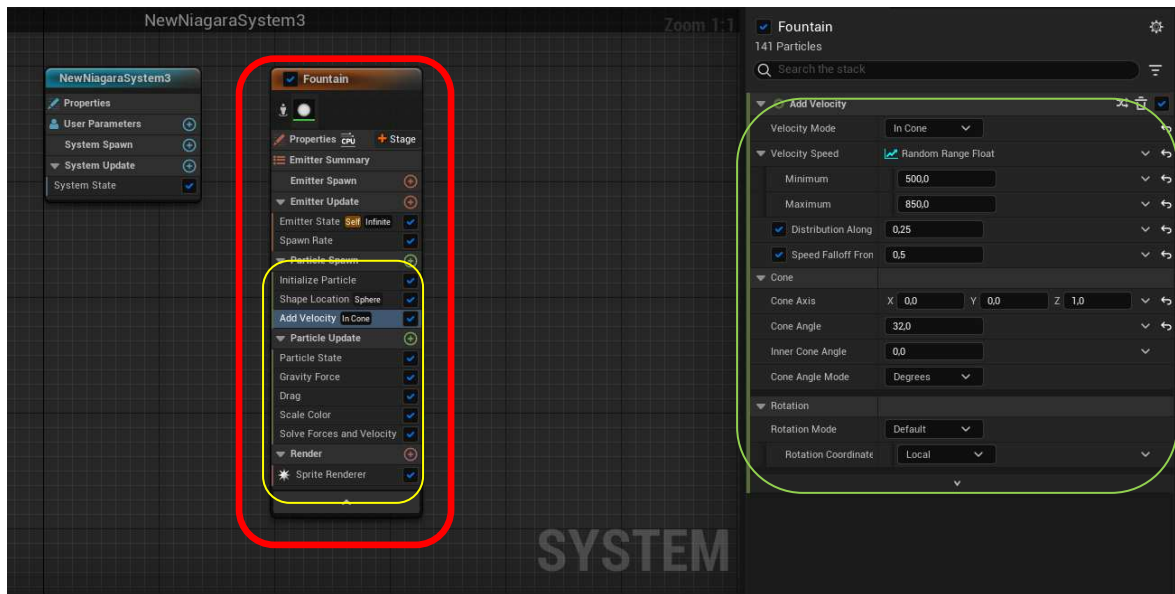 NewNiagaraSystem3
Zoom 1:1
NewNiagaraSystem3
Properties
User Parameters
System Spawn
System Update
System State
Fountain
Properties CPU + Stage
Emitter Summary
Emitter Spawn
Emitter Update
Emitter State Self Infinite
Spawn Rate
Particle Spawn
Initialize Particle
Shape Location Sphere
Add Velocity In Cone
Particle Update
Particle State
Gravity Force
Drag
Scale Color
Solve Forces and Velocity
Render
Sprite Renderer
SYSTEM
Fountain
141 Particles
Search the stack
Add Velocity
Velocity Mode In Cone
Velocity Speed Random Range Float
Minimum 500,0
Maximum 850,0
Distribution Along 0,25
Speed Falloff Fron 0,5
Cone
Cone Axis X 0,0 Y 0,0 Z 1,0
Cone Angle 32,0
Inner Cone Angle 0,0
Cone Angle Mode Degrees
Rotation
Rotation Mode Default
Rotation Coordinate Local